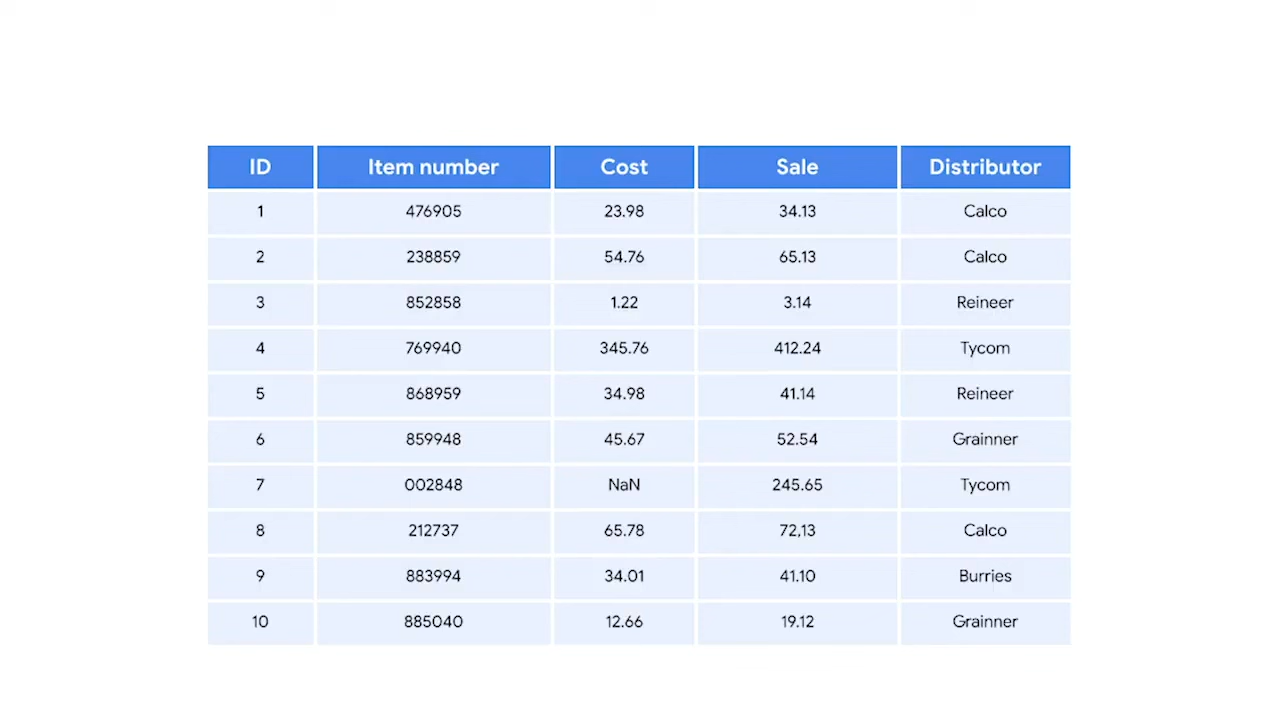 ID Item number Cost Sale Distributor
1 476905 23.98 34.13 Calco
2 238859 54.76 65.13 Calco
3 852858 1.22 3.14 Reineer
4 769940 345.76 412.24 Tycom
5 868959 34.98 41.14 Reineer
6 859948 45.67 52.54 Grainner
7 002848 NaN 245.65 Tycom
8 212737 65.78 72,13 Calco
9 883994 34.01 41.10 Burries
10 885040 12.66 19.12 Grainner